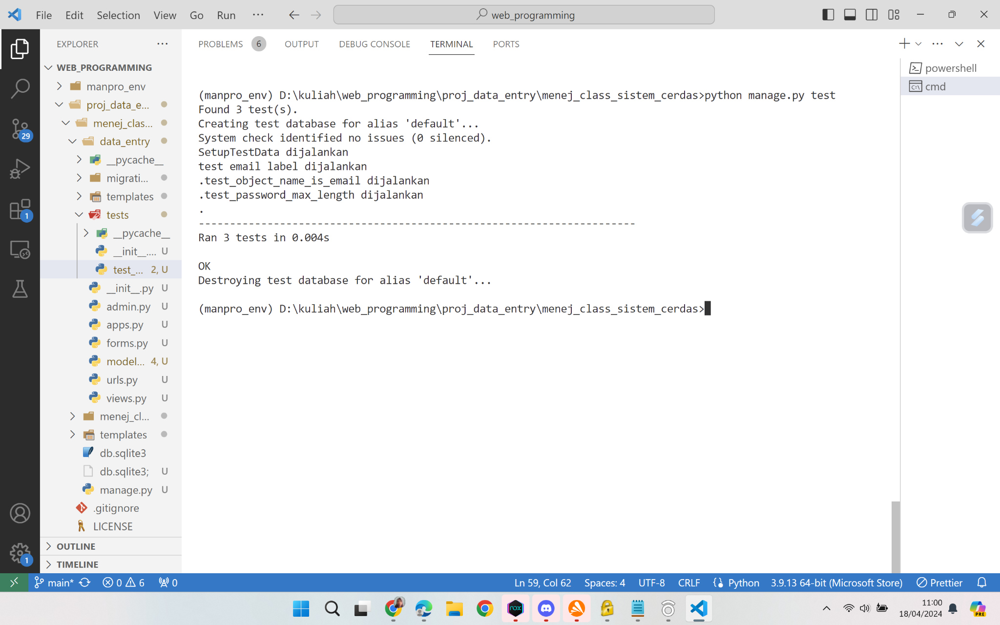 File Edit Selection View Go Run ... web_programming
EXPLORER ...
PROBLEMS 6 OUTPUT DEBUG CONSOLE TERMINAL PORTS
WEB_PROGRAMMING
manpro_env
proj_data_e...
menej_clas...
data_entry
__pycache__
migrati...
templates
tests
__pycache__
__init__.... U
test_... 2, U
__init__.py U
admin.py U
apps.py U
forms.py U
model... 4, U
urls.py U
views.py U
menej_cl...
templates
db.sqlite3
db.sqlite3; U
manage.py U
.gitignore
LICENSE
OUTLINE
TIMELINE
29
1
1
(manpro_env) D:\kuliah\web_programming\proj_data_entry\menej_class_sistem_cerdas>python manage.py test
Found 3 test(s).
Creating test database for alias 'default'...
System check identified no issues (0 silenced).
SetupTestData dijalankan
test email label dijalankan
.test_object_name_is_email dijalankan
.test_password_max_length dijalankan
.
----------------------------------------------------------------------
Ran 3 tests in 0.004s
OK
Destroying test database for alias 'default'...
(manpro_env) D:\kuliah\web_programming\proj_data_entry\menej_class_sistem_cerdas>
powershell
cmd
main* 0 6 0 Ln 59, Col 62 Spaces: 4 UTF-8 CRLF Python 3.9.13 64-bit (Microsoft Store) Prettier
nox
11:00
18/04/2024
PRE